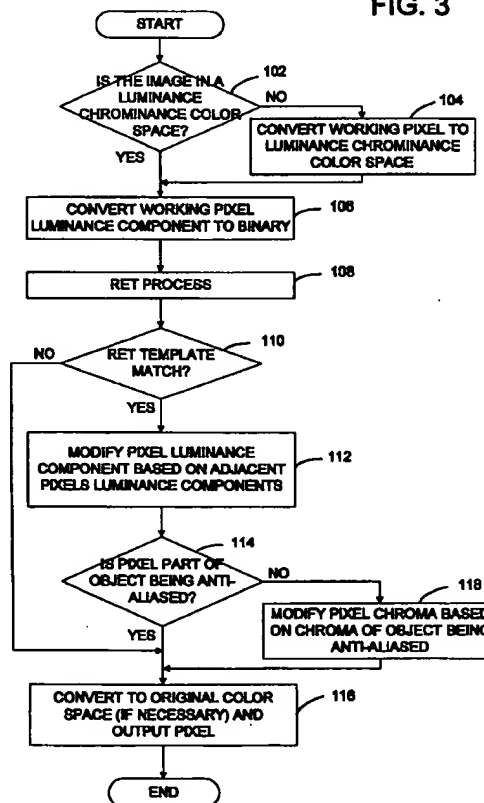 FIG. 3
START
IS THE IMAGE IN A
LUMINANCE
CHROMINANCE COLOR
SPACE?
102
NO
YES
104
CONVERT WORKING PIXEL TO
LUMINANCE CHROMINANCE
COLOR SPACE
CONVERT WORKING PIXEL
LUMINANCE COMPONENT TO BINARY
106
RET PROCESS
108
RET TEMPLATE
MATCH?
110
NO
YES
MODIFY PIXEL LUMINANCE
COMPONENT BASED ON ADJACENT
PIXELS LUMINANCE COMPONENTS
112
IS PIXEL PART OF
OBJECT BEING ANTI-
ALIASED?
114
NO
YES
118
MODIFY PIXEL CHROMA BASED
ON CHROMA OF OBJECT BEING
ANTI-ALIASED
CONVERT TO ORIGINAL COLOR
SPACE (IF NECESSARY) AND
OUTPUT PIXEL
116
END